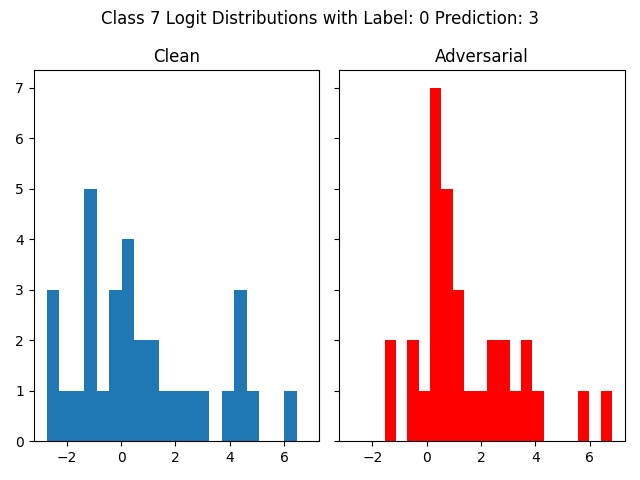 Class 7 Logit Distributions with Label: 0 Prediction: 3
Clean
Adversarial
7
6
5
4
3
2
1
0
−2 0 2 4 6
−2 0 2 4 6